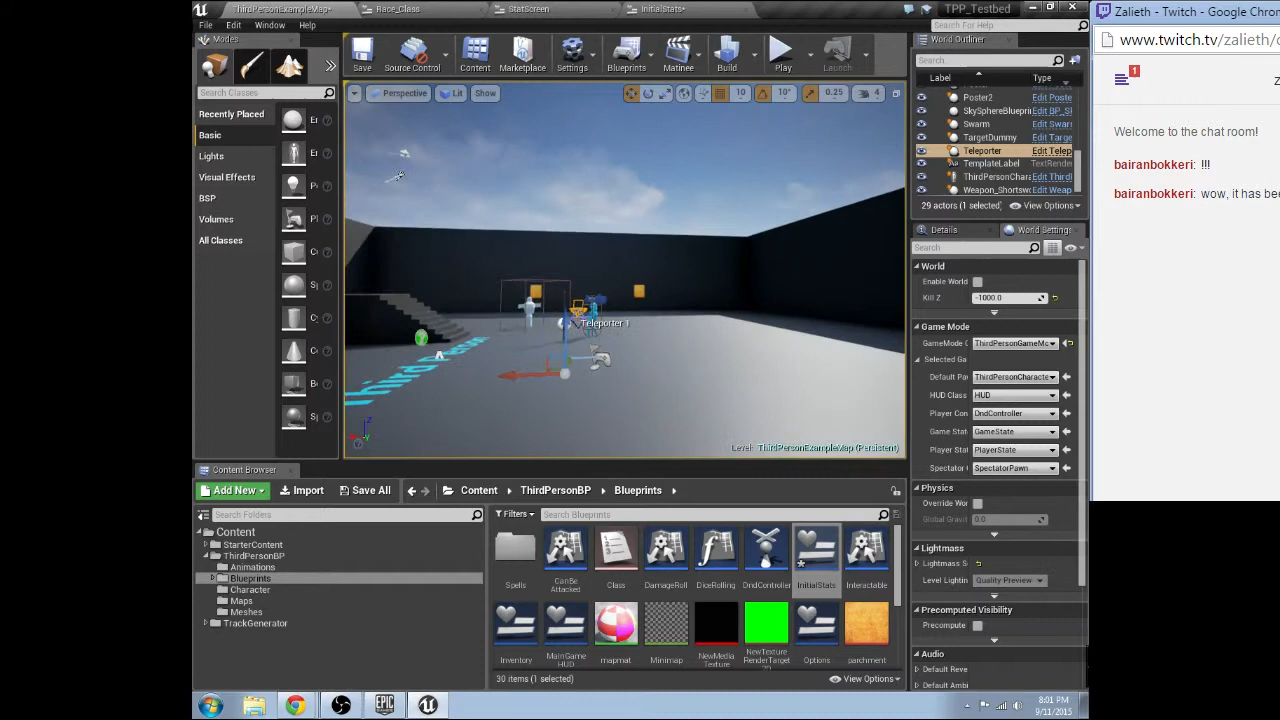 ThirdPersonExampleMap*
Race_Class
StatScreen
InitialStats*
TPP_Testbed
File
Edit
Window
Help
Search For Help
Modes
Search Classes
Recently Placed
Basic
Lights
Visual Effects
BSP
Volumes
All Classes
Save
Source Control
Content
Marketplace
Settings
Blueprints
Matinee
Build
Play
Launch
Perspective
Lit
Show
10
10°
0.25
4
Teleporter 1
Level: ThirdPersonExampleMap (Persistent)
World Outliner
Search...
Label
Type
Poster2
Edit Poste
SkySphereBlueprin
Edit BP_S
Swarm
Edit Swar
TargetDummy
Edit Targe
Teleporter
Edit Telep
TemplateLabel
TextRende
ThirdPersonChara
Edit Third
Weapon_Shortsw
Edit Weap
29 actors (1 selected)
View Options
Details
World Settings
Search
World
Enable World
Kill Z
-1000.0
Game Mode
GameMode
ThirdPersonGameMo
Selected Ga
Default Pa
ThirdPersonCharacte
HUD Class
HUD
Player Con
DndController
Game Stat
GameState
Player Sta
PlayerState
Spectator
SpectatorPawn
Physics
Override Wor
Global Gravit
0.0
Lightmass
Lightmass S
Level Lightin
Quality Preview
Precomputed Visibility
Precompute
Audio
Default Reve
Default Ambi
Content Browser
Add New
Import
Save All
Content
ThirdPersonBP
Blueprints
Search Folders
Filters
Search Blueprints
Content
StarterContent
ThirdPersonBP
Animations
Blueprints
Character
Maps
Meshes
TrackGenerator
Spells
CanBe
Attacked
Class
DamageRoll
DiceRolling
DndController
InitialStats
Interactable
Inventory
MainGame
HUD
mapmat
Minimap
NewMedia
Texture
NewTexture
RenderTarget
2D
Options
parchment
30 items (1 selected)
View Options
EPIC
GAMES
8:01 PM
9/11/2015
Zalieth - Twitch - Google Chro
www.twitch.tv/zalieth/
1
Z
Welcome to the chat room!
bairanbokkeri: !!!
bairanbokkeri: wow, it has bee